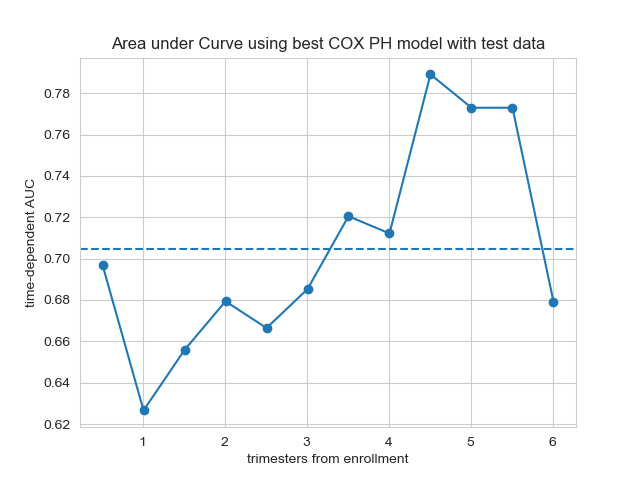 Area under Curve using best COX PH model with test data
time-dependent AUC
0.78
0.76
0.74
0.72
0.70
0.68
0.66
0.64
0.62
1 2 3 4 5 6
trimesters from enrollment